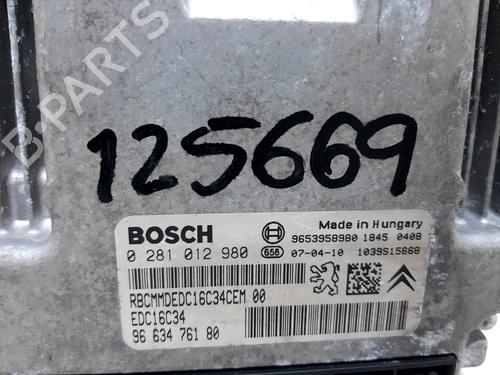 B-PARTS
125669
BOSCH
Made in Hungary
9653958980 1845 0408
0 281 012 980 658 07-04-10 1039S15668
RBCMMDEDC16C34CEM 00
EDC16C34
96 634 761 80